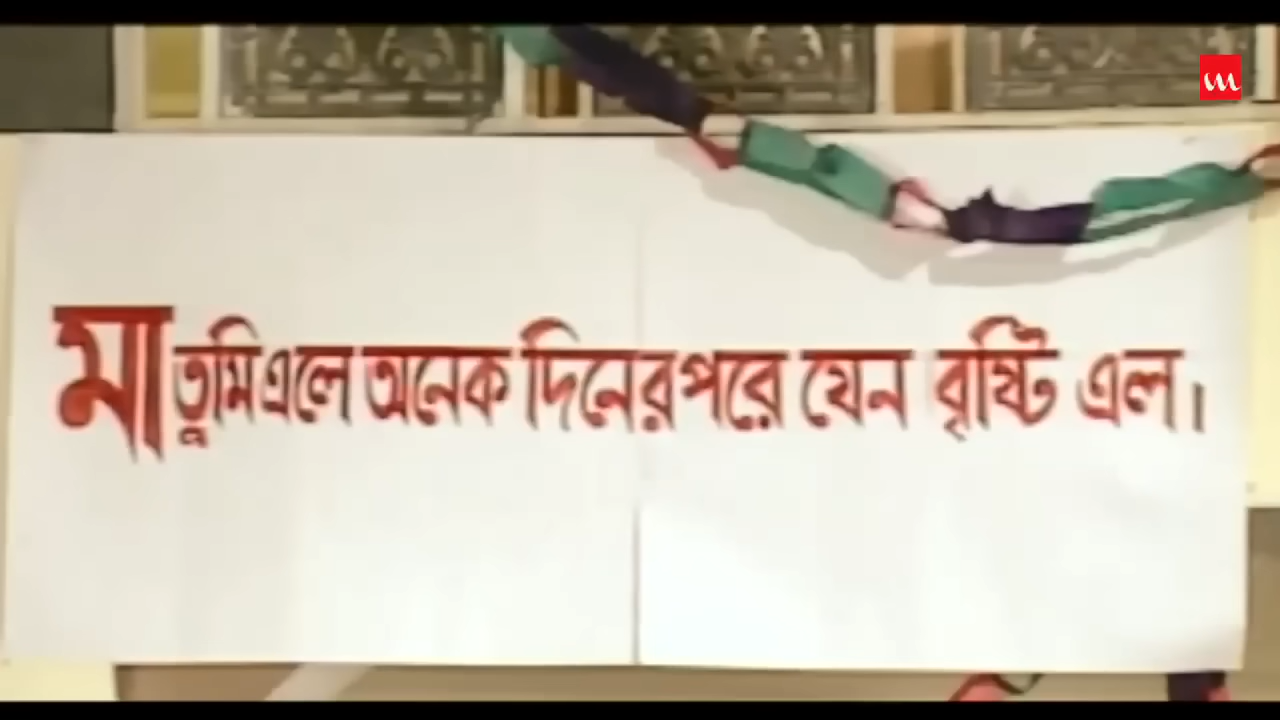 মা তুমি এলে অনেক দিনের পরে যেন বৃষ্টি এল।